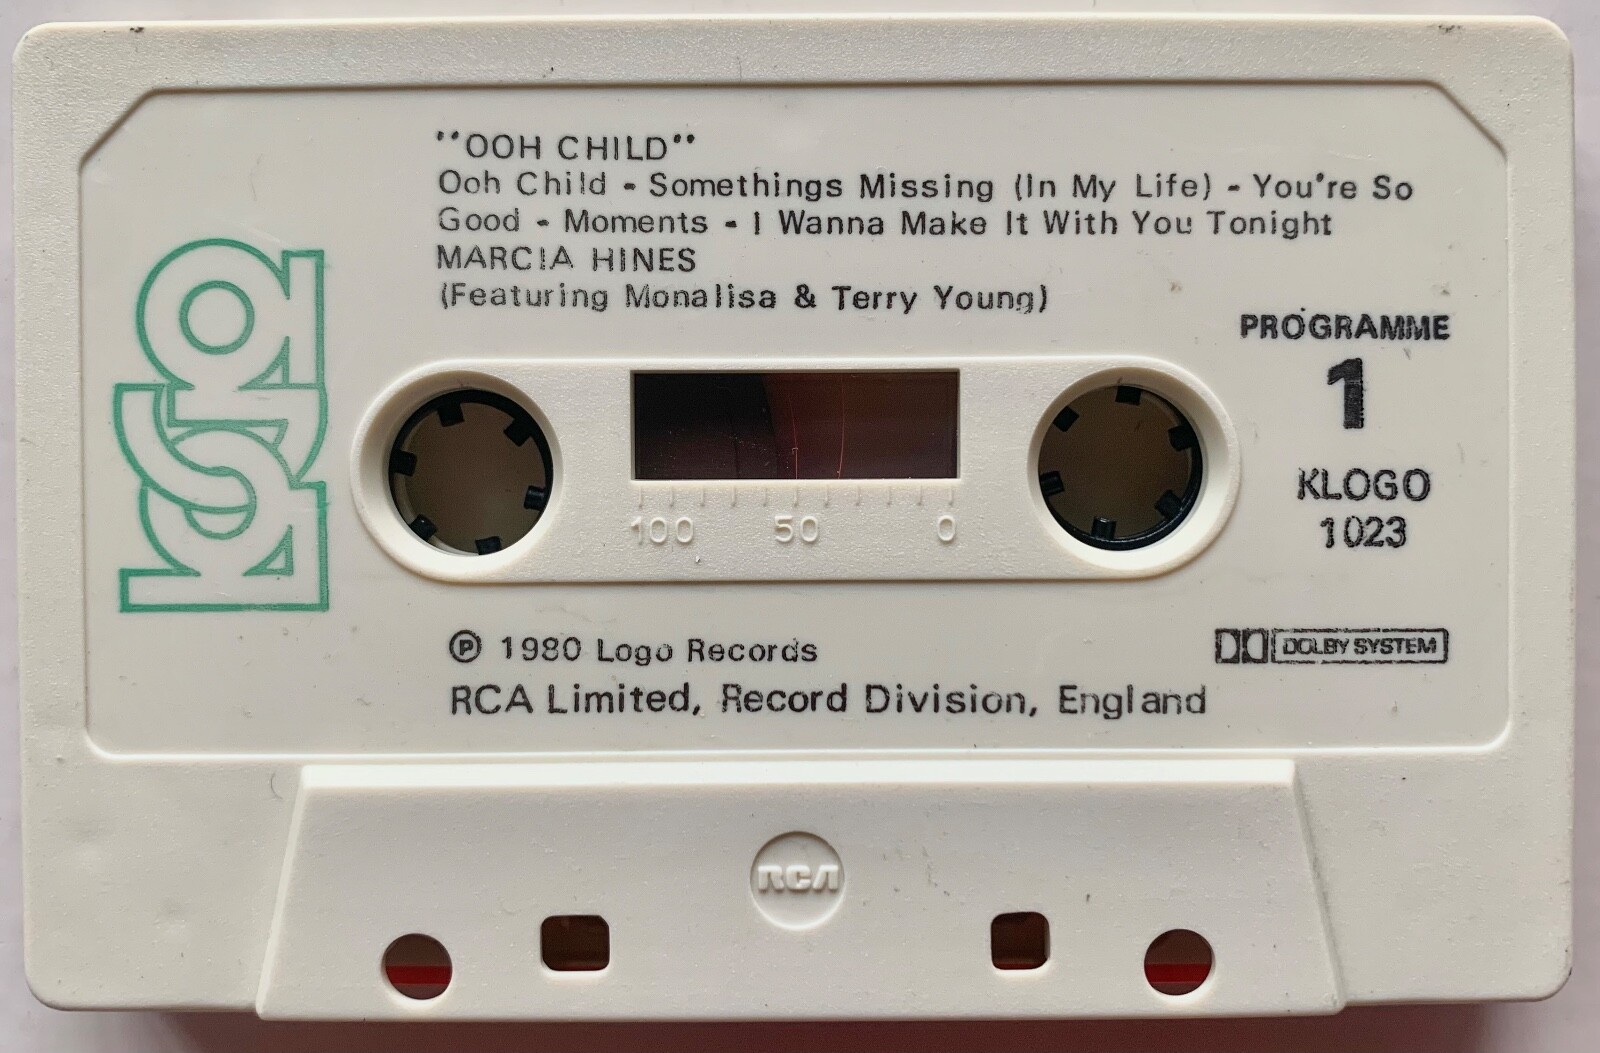 "OOH CHILD"
Ooh Child - Somethings Missing (In My Life) - You're So
Good - Moments - I Wanna Make It With You Tonight
MARCIA HINES
(Featuring Monalisa & Terry Young)
PROGRAMME
1
KLOGO
1023
logo
100 50 0
Ⓟ 1980 Logo Records
DOLBY SYSTEM
RCA Limited, Record Division, England
RCA